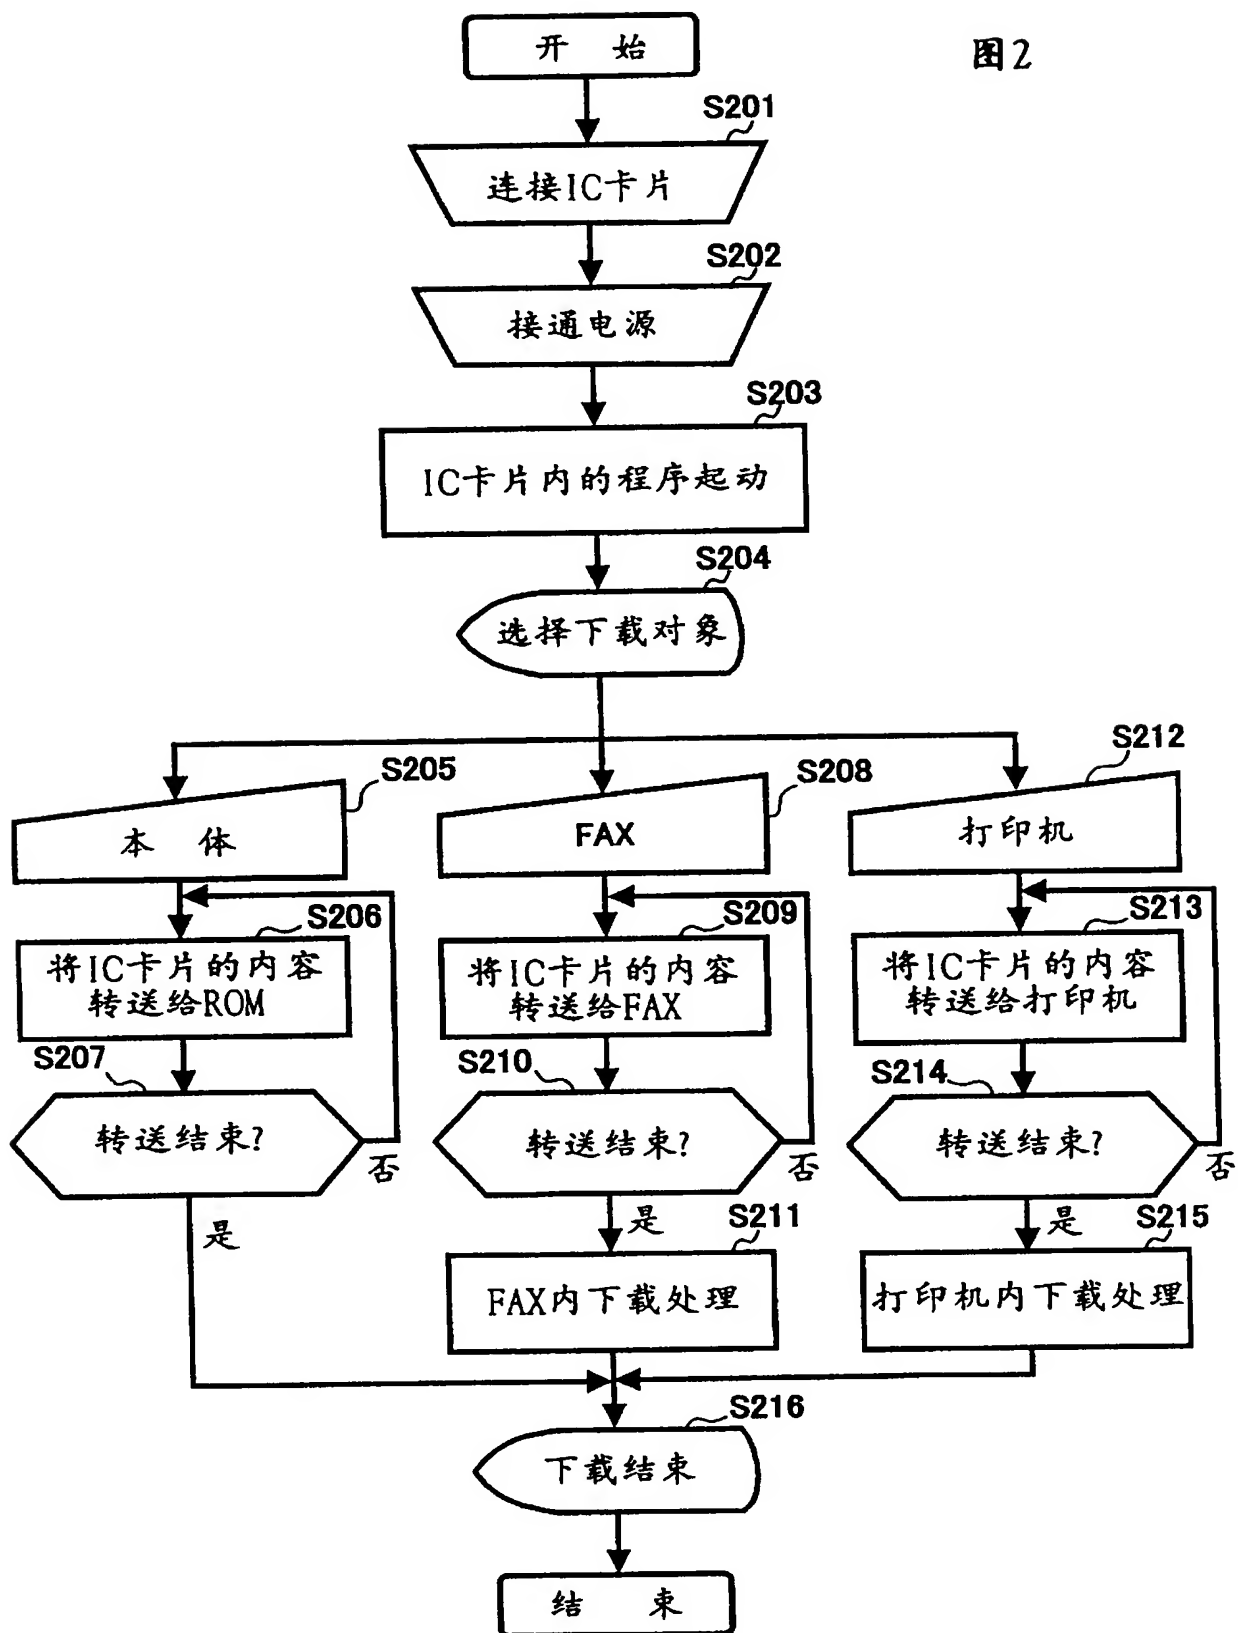 图2
开 始
S201
连接IC卡片
S202
接通电源
S203
IC卡片内的程序起动
S204
选择下载对象
S205
本 体
S208
FAX
S212
打印机
S206
将IC卡片的内容
转送给ROM
S209
将IC卡片的内容
转送给FAX
S213
将IC卡片的内容
转送给打印机
S207
转送结束?
否
是
S210
转送结束?
否
是
S214
转送结束?
否
是
S211
FAX内下载处理
S215
打印机内下载处理
S216
下载结束
结 束